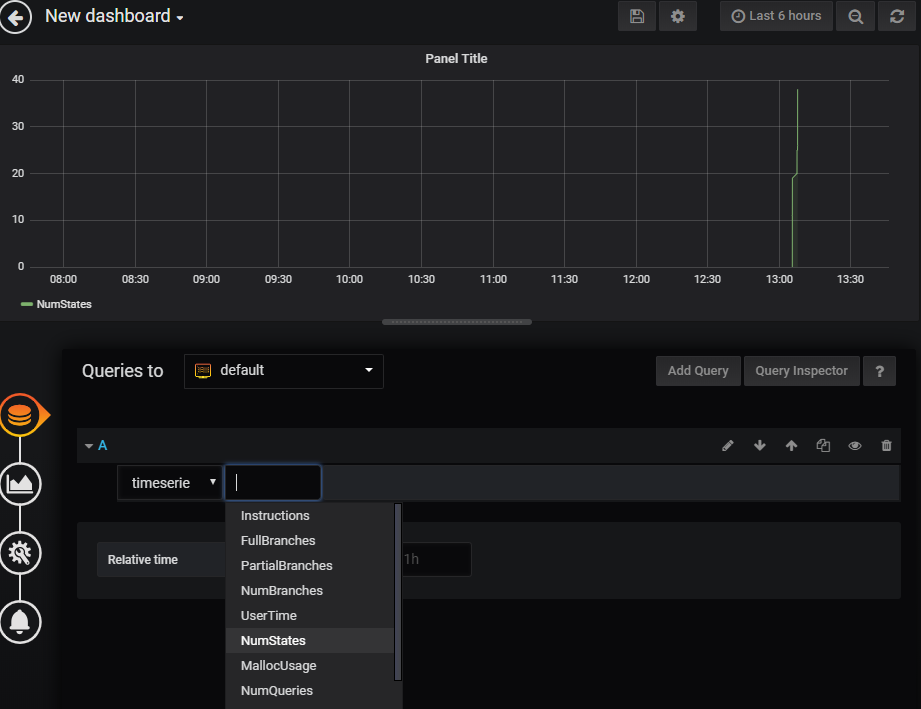 New dashboard
Last 6 hours
Panel Title
40
30
20
10
0
08:00 08:30 09:00 09:30 10:00 10:30 11:00 11:30 12:00 12:30 13:00 13:30
NumStates
Queries to default Add Query Query Inspector ?
A
timeserie
Instructions
FullBranches
Relative time 1h
PartialBranches
NumBranches
UserTime
NumStates
MallocUsage
NumQueries